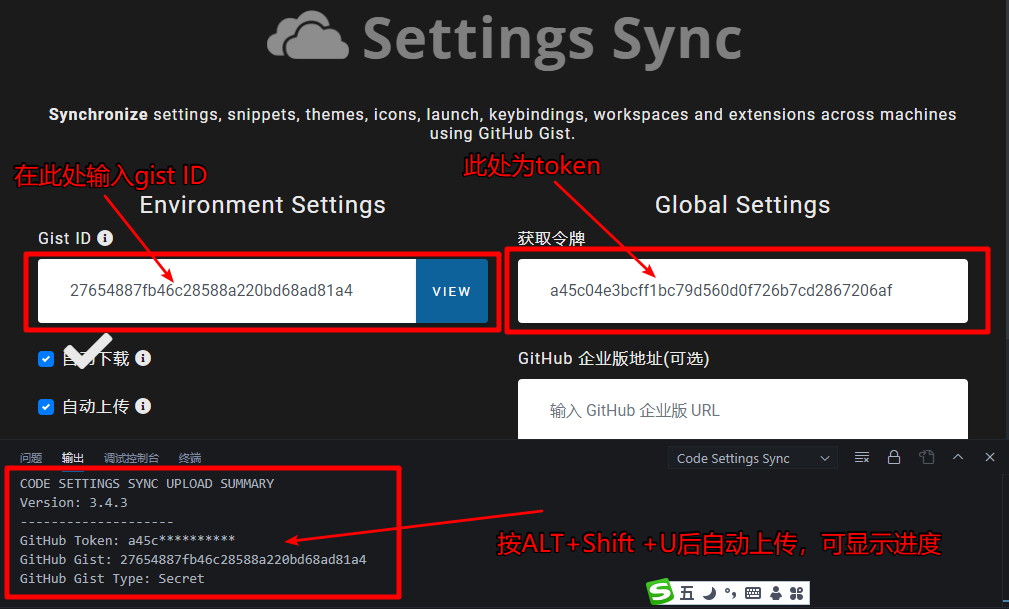 Settings Sync
Synchronize settings, snippets, themes, icons, launch, keybindings, workspaces and extensions across machines
using GitHub Gist.
在此处输入gist ID
此处为token
Environment Settings
Global Settings
Gist ID
获取令牌
27654887fb46c28588a220bd68ad81a4
VIEW
a45c04e3bcff1bc79d560d0f726b7cd2867206af
自动下载
GitHub 企业版地址(可选)
自动上传
输入 GitHub 企业版 URL
问题 输出 调试控制台 终端
Code Settings Sync
CODE SETTINGS SYNC UPLOAD SUMMARY
Version: 3.4.3
--------------------
GitHub Token: a45c**********
GitHub Gist: 27654887fb46c28588a220bd68ad81a4
GitHub Gist Type: Secret
按ALT+Shift +U后自动上传，可显示进度
五